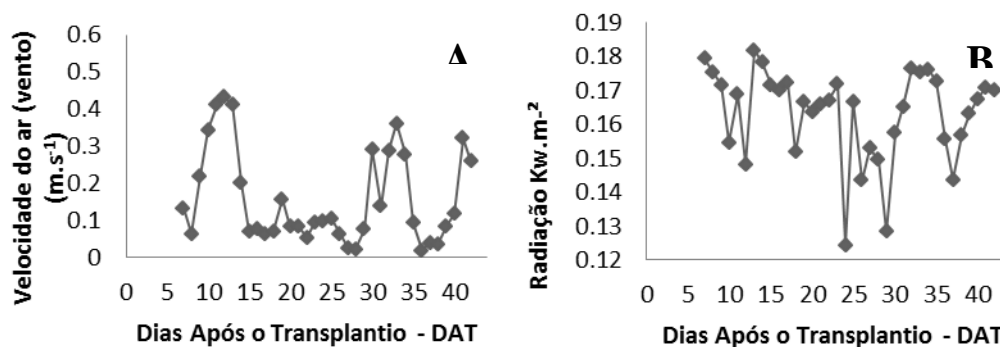 A
Velocidade do ar (vento)
(m.s⁻¹)
0.6
0.5
0.4
0.3
0.2
0.1
0
0 5 10 15 20 25 30 35 40
Dias Após o Transplantio - DAT
B
Radiação Kw.m-²
0.19
0.18
0.17
0.16
0.15
0.14
0.13
0.12
0 5 10 15 20 25 30 35 40
Dias Após o Transplantio - DAT